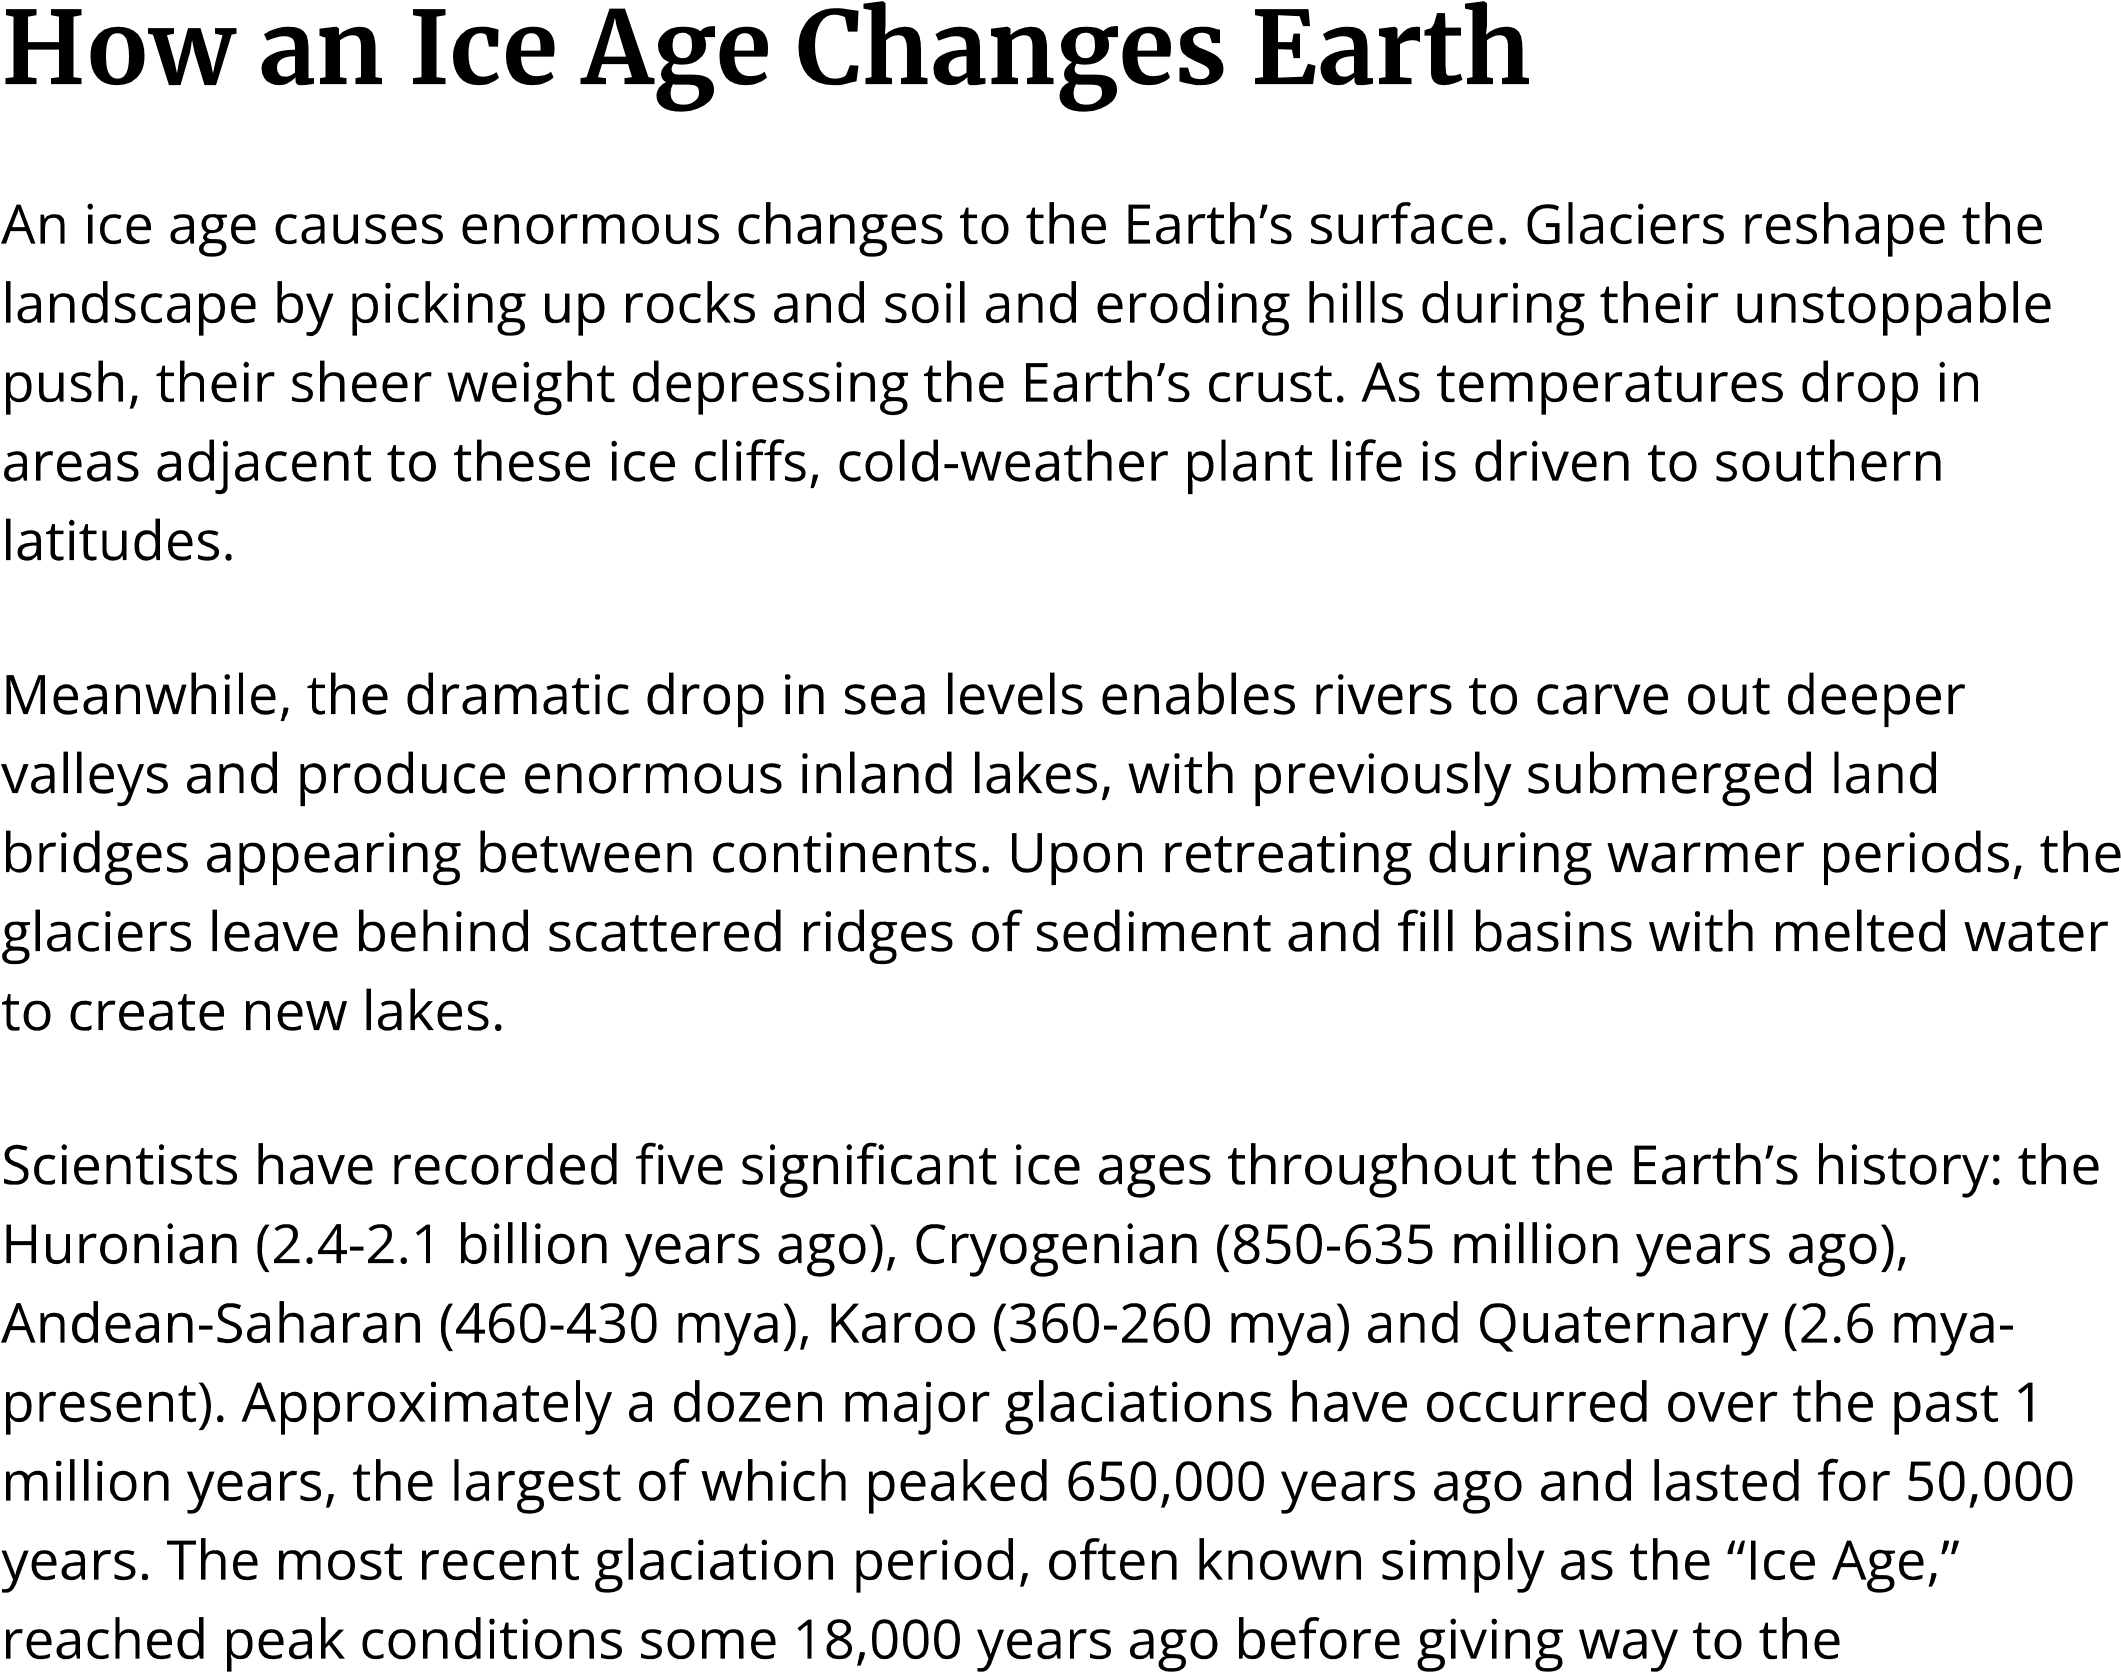 How an Ice Age Changes Earth
An ice age causes enormous changes to the Earth’s surface. Glaciers reshape the
landscape by picking up rocks and soil and eroding hills during their unstoppable
push, their sheer weight depressing the Earth’s crust. As temperatures drop in
areas adjacent to these ice cliffs, cold-weather plant life is driven to southern
latitudes.
Meanwhile, the dramatic drop in sea levels enables rivers to carve out deeper
valleys and produce enormous inland lakes, with previously submerged land
bridges appearing between continents. Upon retreating during warmer periods, the
glaciers leave behind scattered ridges of sediment and fill basins with melted water
to create new lakes.
Scientists have recorded five significant ice ages throughout the Earth’s history: the
Huronian (2.4-2.1 billion years ago), Cryogenian (850-635 million years ago),
Andean-Saharan (460-430 mya), Karoo (360-260 mya) and Quaternary (2.6 mya-
present). Approximately a dozen major glaciations have occurred over the past 1
million years, the largest of which peaked 650,000 years ago and lasted for 50,000
years. The most recent glaciation period, often known simply as the “Ice Age,”
reached peak conditions some 18,000 years ago before giving way to the